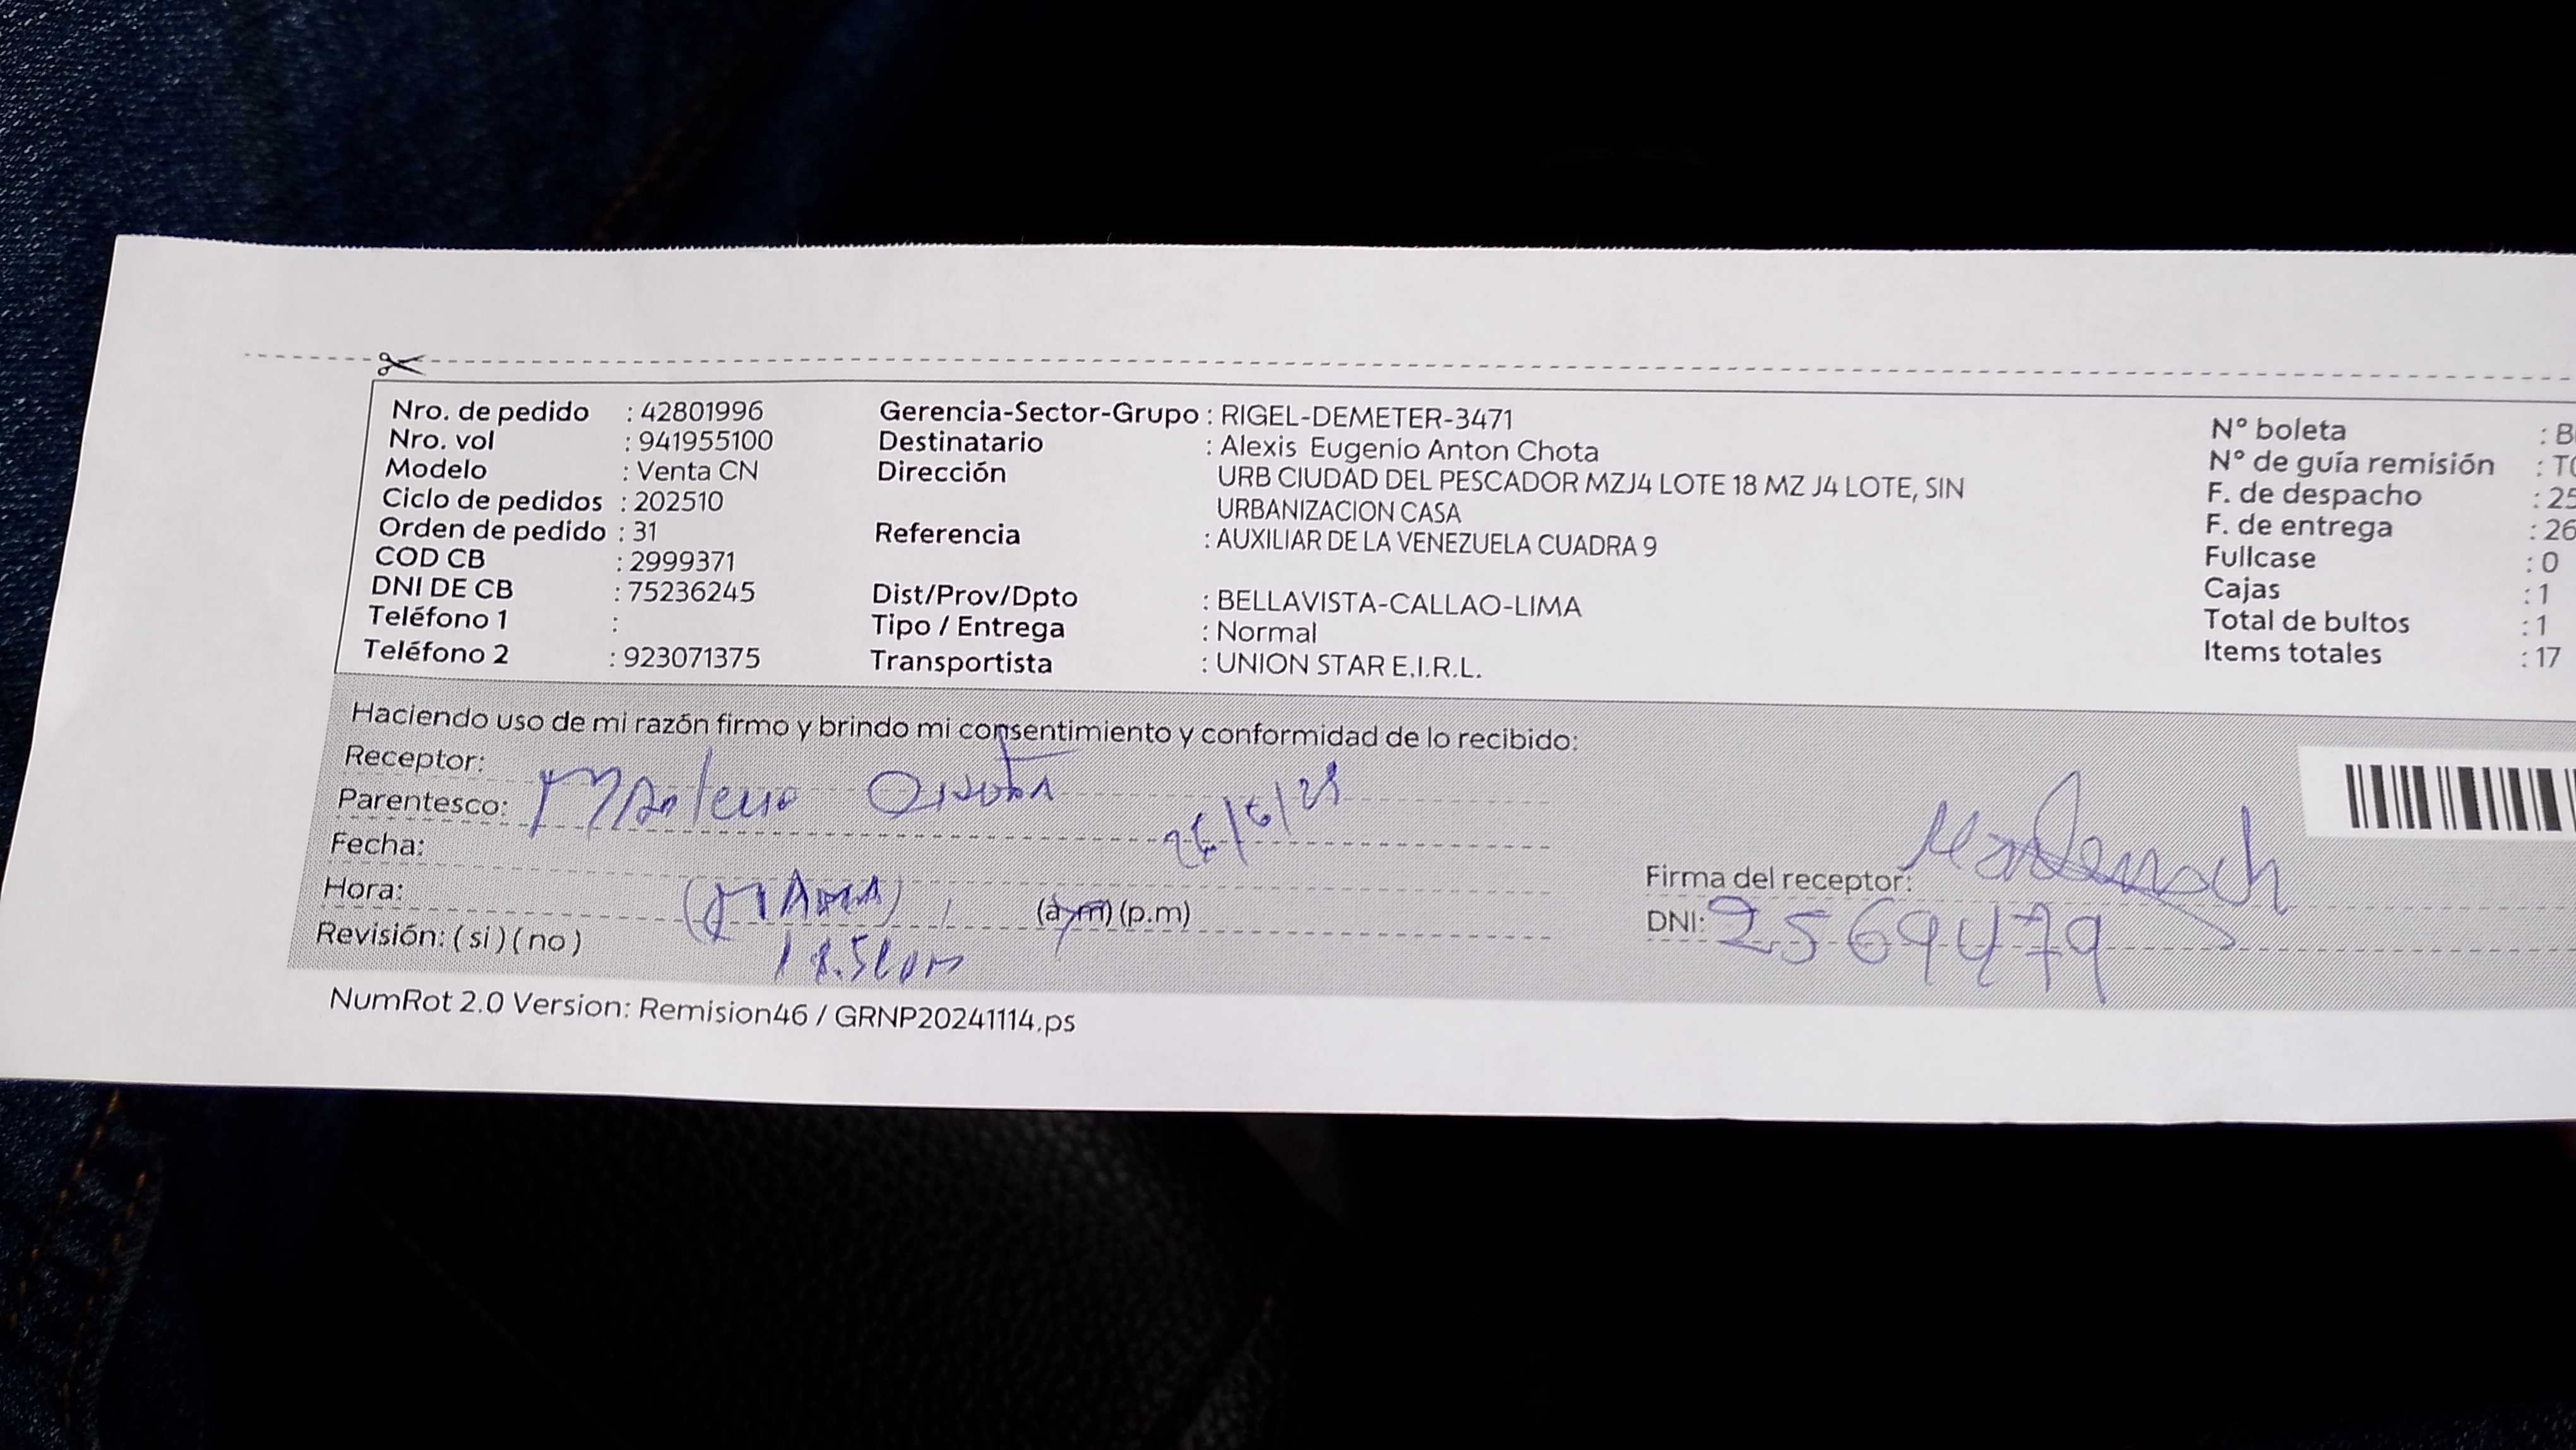 Nro. de pedido : 42801996
Nro. vol : 941955100
Modelo : Venta CN
Ciclo de pedidos : 202510
Orden de pedido : 31
COD CB : 2999371
DNI DE CB : 75236245
Teléfono 1 :
Teléfono 2 : 923071375
Gerencia-Sector-Grupo : RIGEL-DEMETER-3471
Destinatario : Alexis Eugenio Anton Chota
Dirección URB CIUDAD DEL PESCADOR MZJ4 LOTE 18 MZ J4 LOTE, SIN
URBANIZACION CASA
Referencia : AUXILIAR DE LA VENEZUELA CUADRA 9
Dist/Prov/Dpto : BELLAVISTA-CALLAO-LIMA
Tipo / Entrega : Normal
Transportista : UNION STAR E.I.R.L.
N° boleta : B
N° de guía remisión : T
F. de despacho : 25
F. de entrega : 26
Fullcase : 0
Cajas : 1
Total de bultos : 1
Items totales : 17
Haciendo uso de mi razón firmo y brindo mi consentimiento y conformidad de lo recibido:
Receptor:
Parentesco:
Fecha:
Hora: (MAMA) (a.m) (p.m)
Revisión: ( si ) ( no )
Firma del receptor:
DNI: 2569479
NumRot 2.0 Version: Remision46 / GRNP20241114.ps